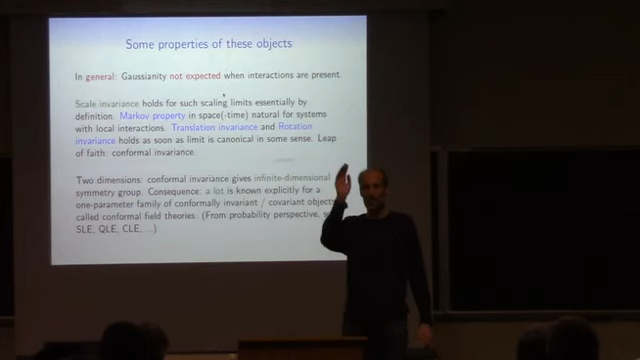 Some properties of these objects
In general: Gaussianity not expected when interactions are present.
Scale invariance holds for such scaling limits essentially by
definition. Markov property in space(-time) natural for systems
with local interactions. Translation invariance and Rotation
invariance holds as soon as limit is canonical in some sense. Leap
of faith: conformal invariance.
Two dimensions: conformal invariance gives infinite-dimensional
symmetry group. Consequence: a lot is known explicitly for a
one-parameter family of conformally invariant / covariant objects
called conformal field theories. (From probability perspective,
SLE, QLE, CLE, ...)